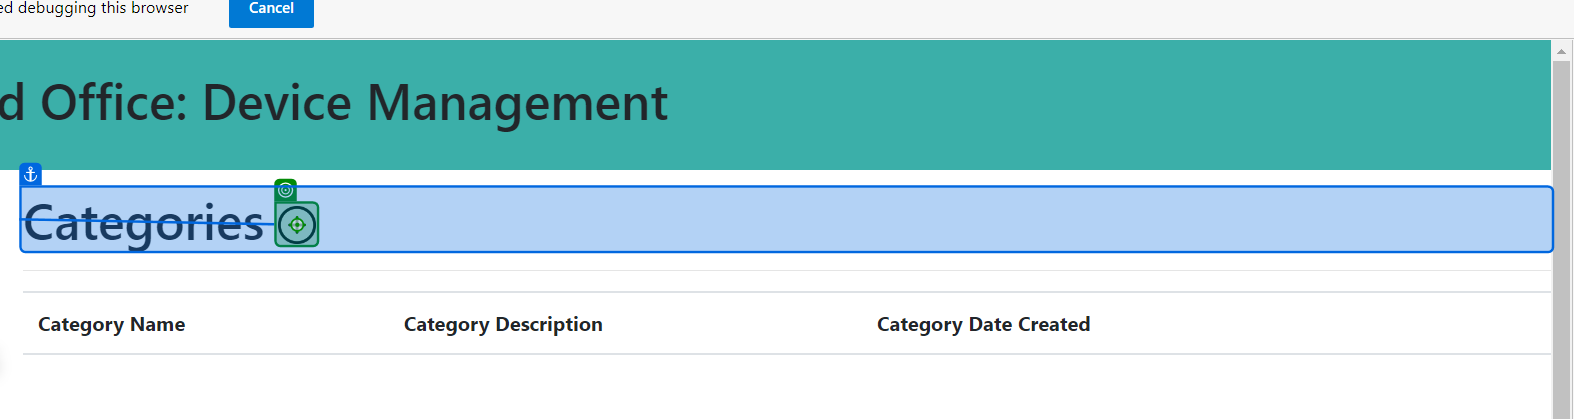 ed debugging this browser Cancel
d Office: Device Management
Categories
Category Name Category Description Category Date Created